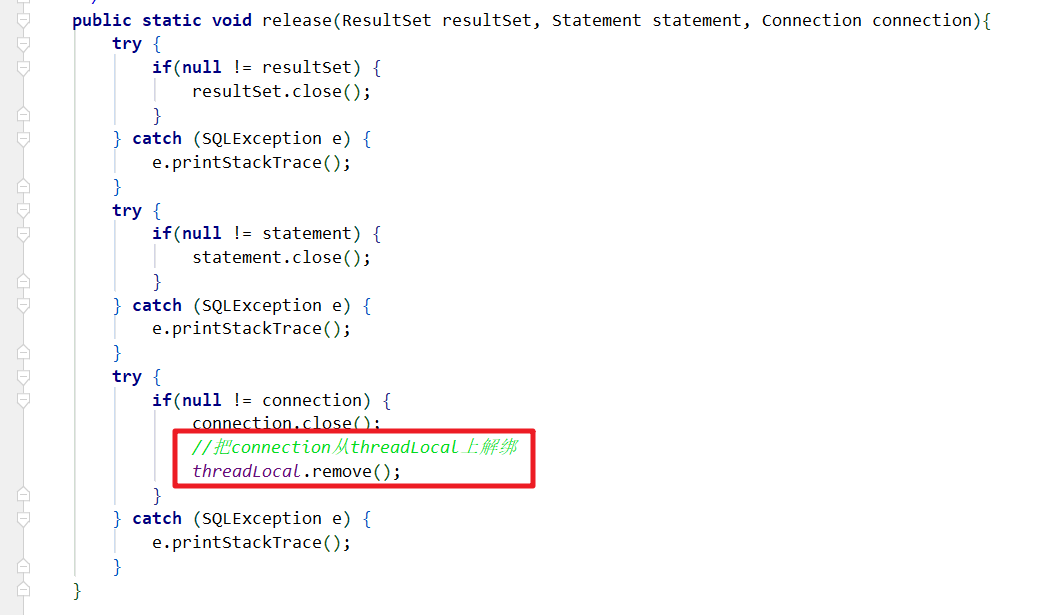 public static void release(ResultSet resultSet, Statement statement, Connection connection){
    try {
        if(null != resultSet) {
            resultSet.close();
        }
    } catch (SQLException e) {
        e.printStackTrace();
    }
    try {
        if(null != statement) {
            statement.close();
        }
    } catch (SQLException e) {
        e.printStackTrace();
    }
    try {
        if(null != connection) {
            connection.close();
            //把connection从threadLocal上解绑
            threadLocal.remove();
        }
    } catch (SQLException e) {
        e.printStackTrace();
    }
}